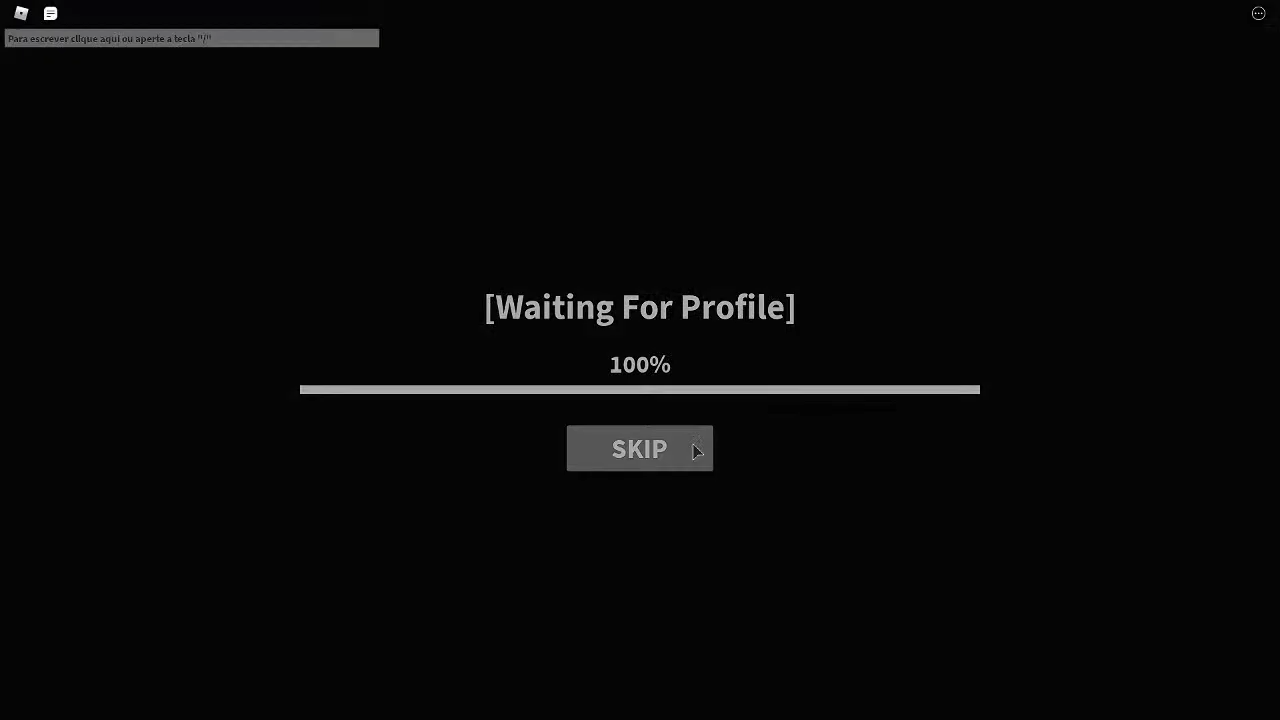 Para escrever clique aqui ou aperte a tecla "/"
[Waiting For Profile]
100%
SKIP